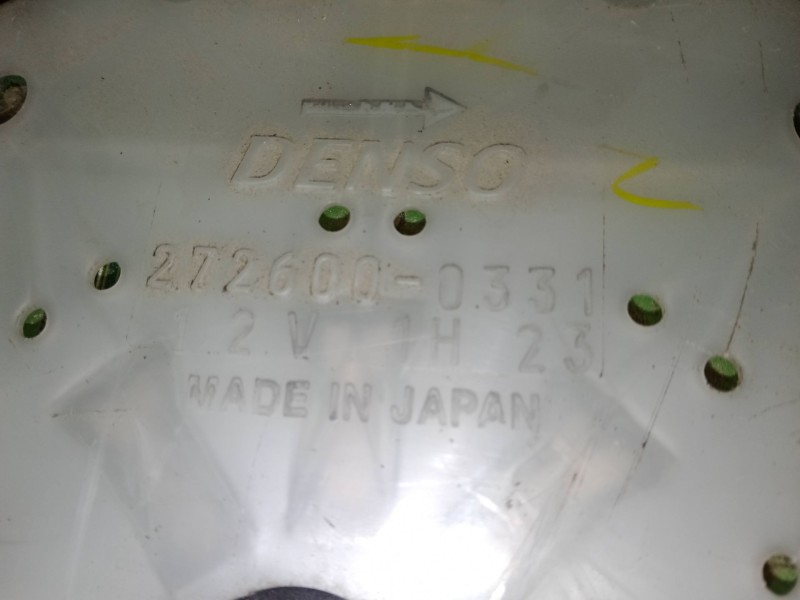 DENSO
272600-0331
2V 1H 23
MADE IN JAPAN